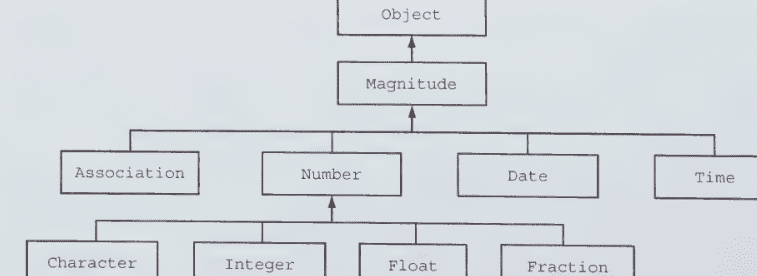 Object
Magnitude
Association Number Date Time
Character Integer Float Fraction